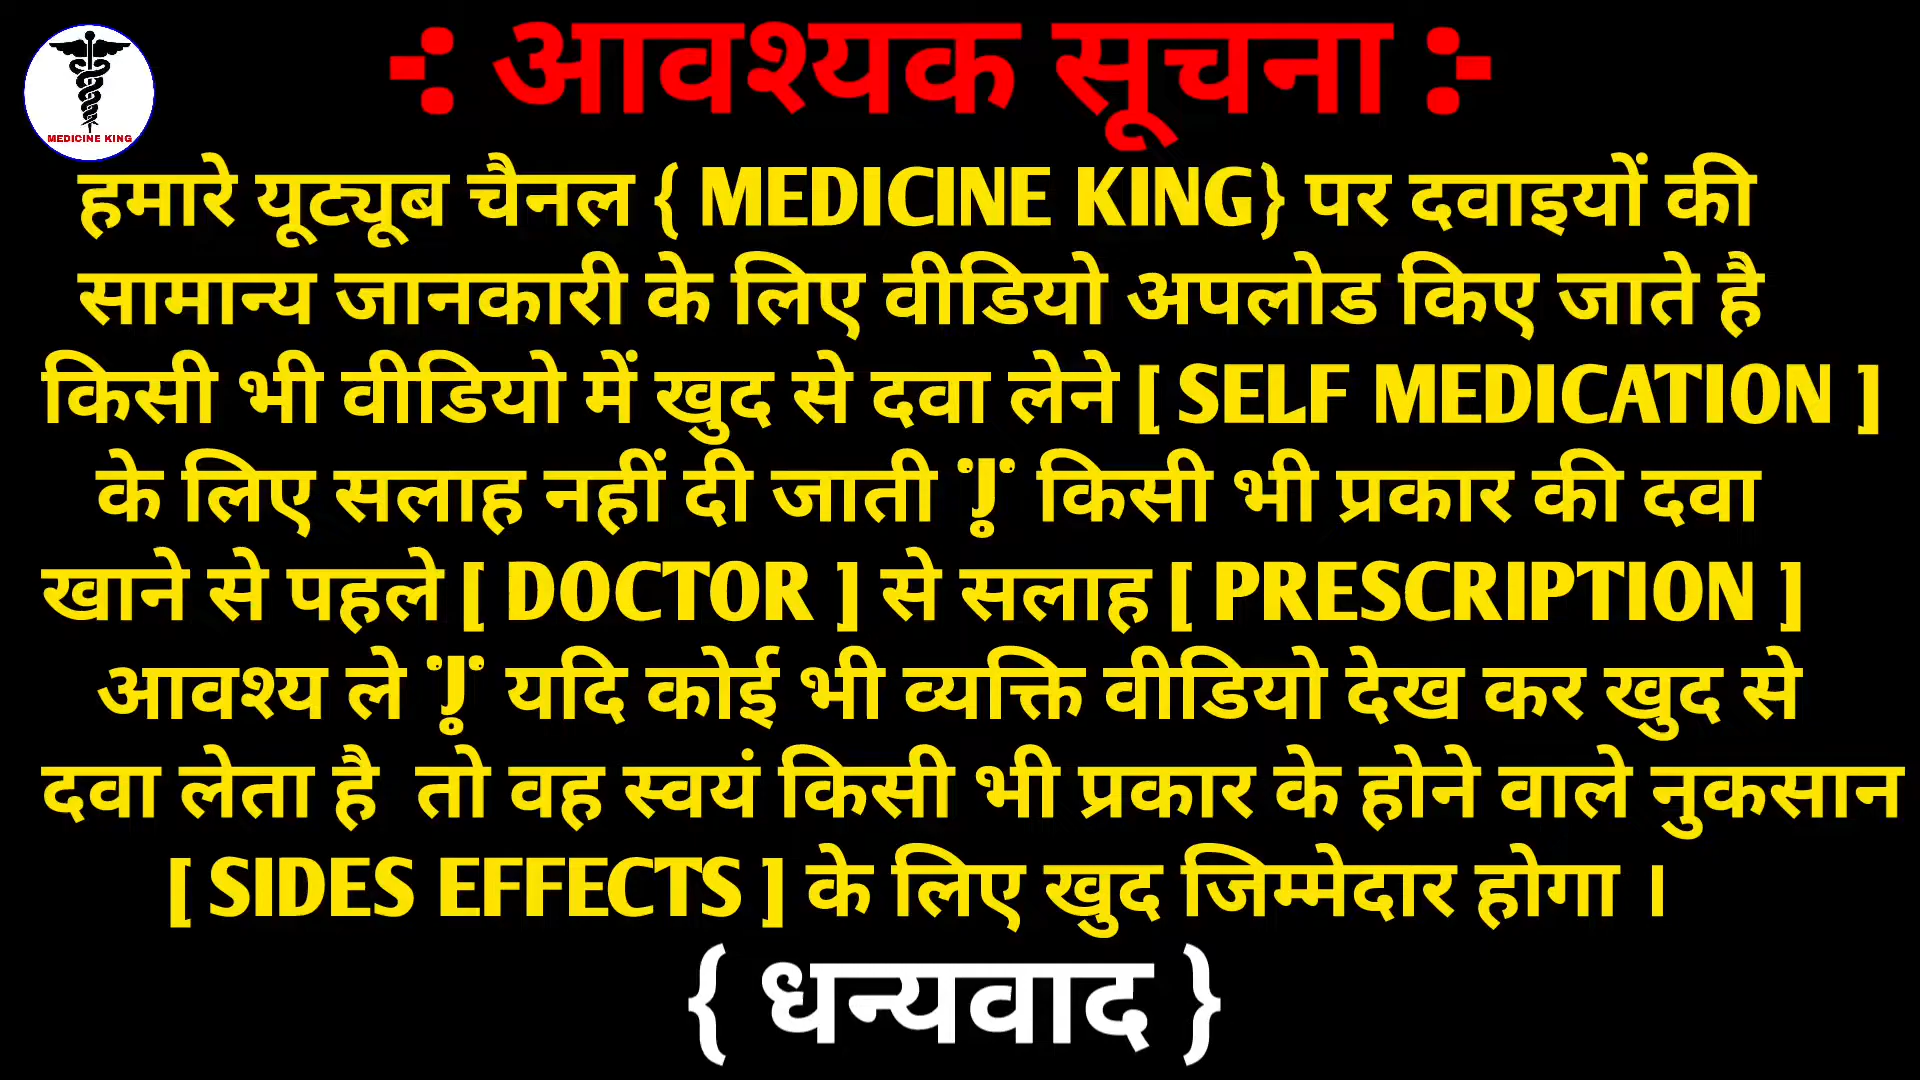 MEDICINE KING
-: आवश्यक सूचना :-
हमारे यूट्यूब चैनल { MEDICINE KING} पर दवाइयों की
सामान्य जानकारी के लिए वीडियो अपलोड किए जाते है
किसी भी वीडियो में खुद से दवा लेने [ SELF MEDICATION ]
के लिए सलाह नहीं दी जाती किसी भी प्रकार की दवा
खाने से पहले [ DOCTOR ] से सलाह [ PRESCRIPTION ]
आवश्य ले यदि कोई भी व्यक्ति वीडियो देख कर खुद से
दवा लेता है तो वह स्वयं किसी भी प्रकार के होने वाले नुकसान
[ SIDES EFFECTS ] के लिए खुद जिम्मेदार होगा ।
{ धन्यवाद }